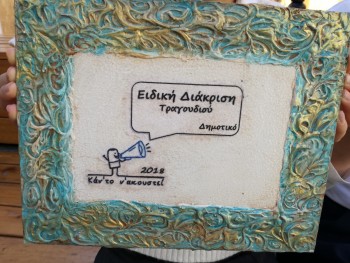 Ειδική Διάκριση
Τραγουδιού
Δημοτικό
2018
Κάν'το ν'ακουστεί